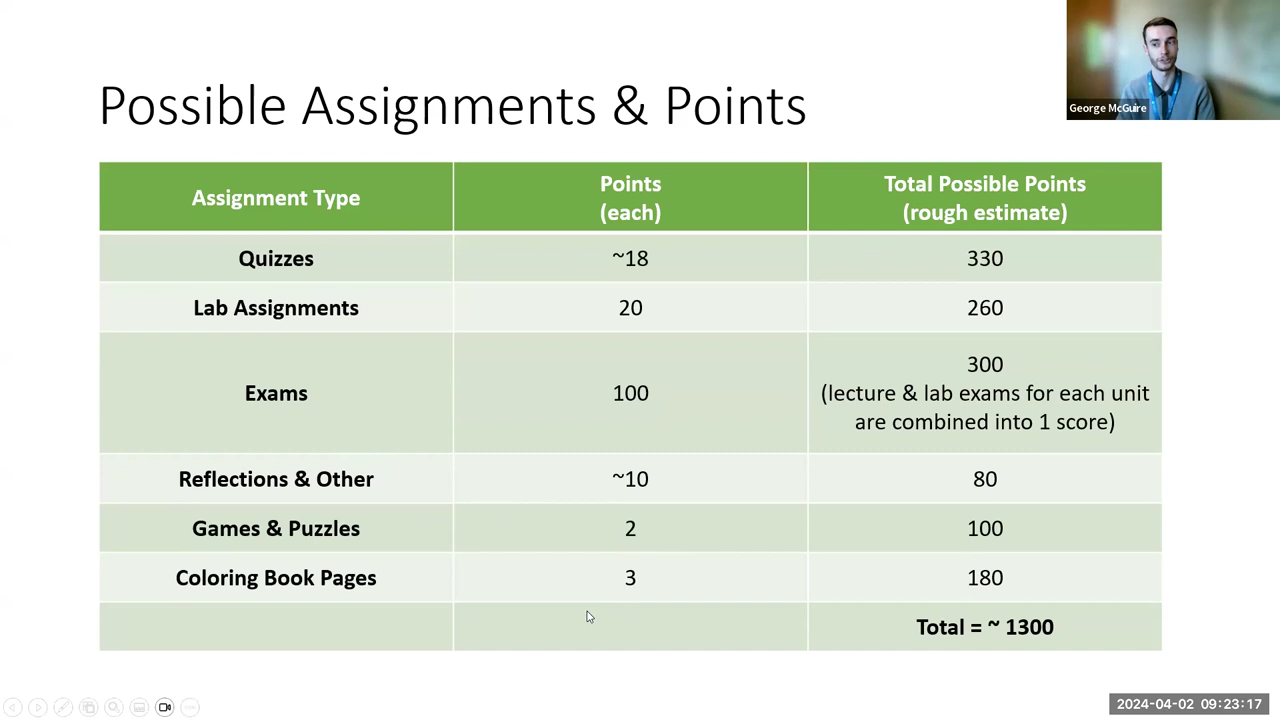 Possible Assignments & Points
George McGuire
Assignment Type
Points
(each)
Total Possible Points
(rough estimate)
Quizzes
~18
330
Lab Assignments
20
260
Exams
100
300
(lecture & lab exams for each unit
are combined into 1 score)
Reflections & Other
~10
80
Games & Puzzles
2
100
Coloring Book Pages
3
180
Total = ~ 1300
2024-04-02 09:23:17